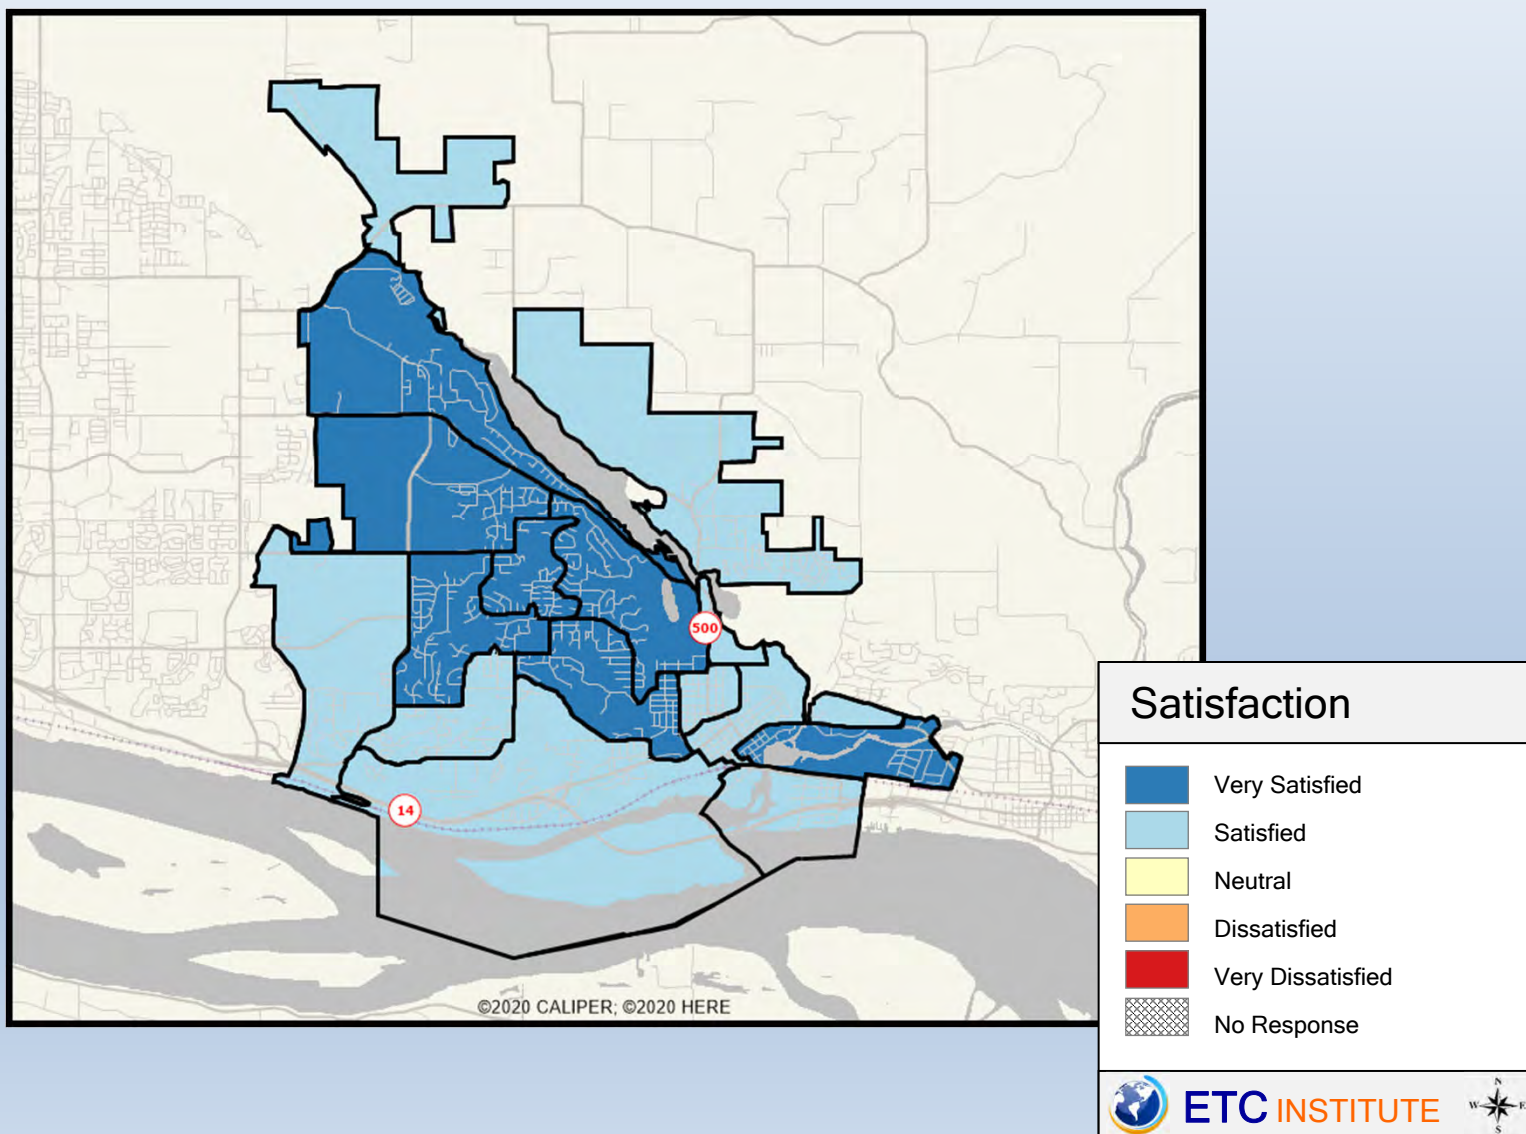 500
14
©2020 CALIPER; ©2020 HERE
Satisfaction
Very Satisfied
Satisfied
Neutral
Dissatisfied
Very Dissatisfied
No Response
ETC INSTITUTE
N
W E
S